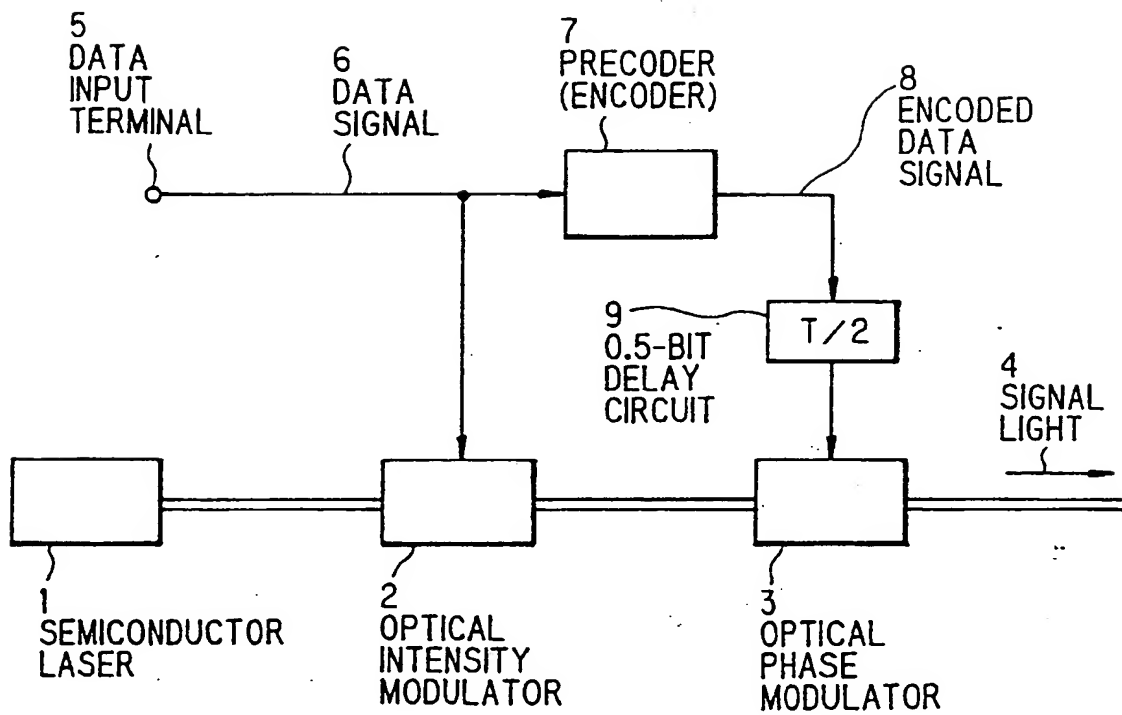 5
DATA
INPUT
TERMINAL
6
DATA
SIGNAL
7
PRECODER
(ENCODER)
8
ENCODED
DATA
SIGNAL
9
0.5-BIT
DELAY
CIRCUIT
T/2
4
SIGNAL
LIGHT
1
SEMICONDUCTOR
LASER
2
OPTICAL
INTENSITY
MODULATOR
3
OPTICAL
PHASE
MODULATOR